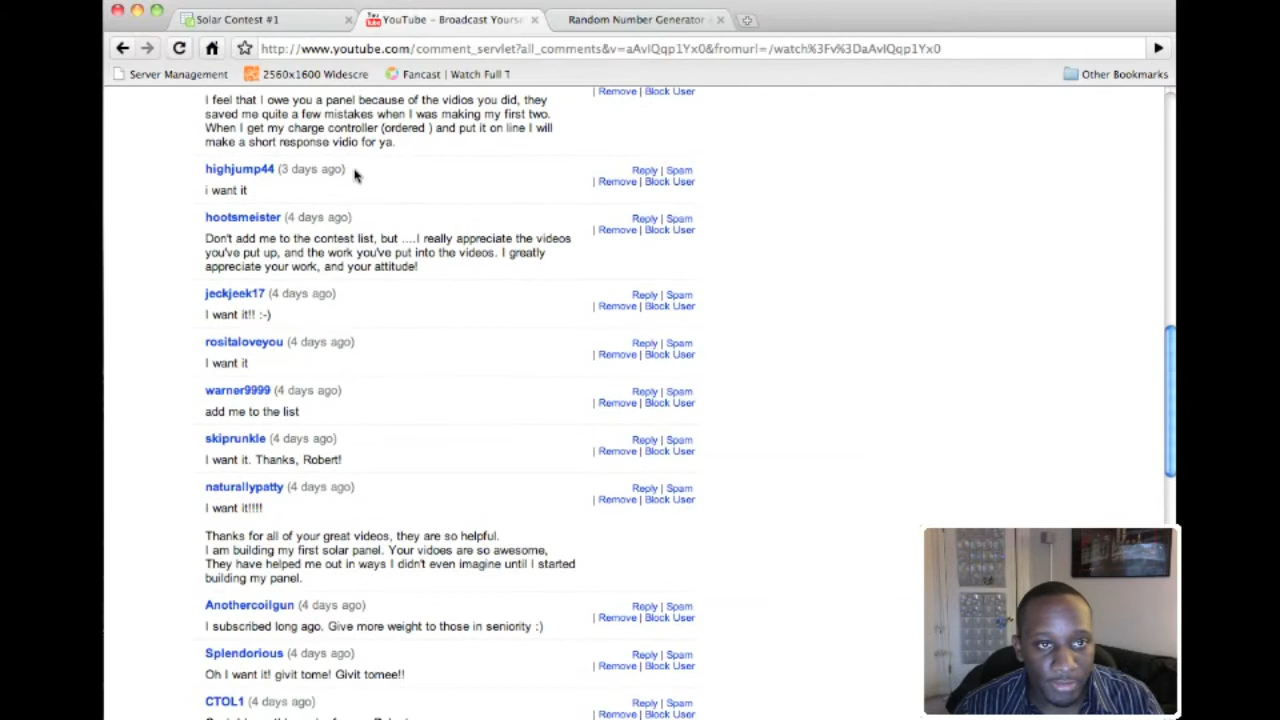 Solar Contest #1
YouTube - Broadcast Yourse
Random Number Generator
http://www.youtube.com/comment_servlet?all_comments&v=aAvlQqp1Yx0&fromurl=/watch%3Fv%3DaAvlQqp1Yx0
Server Management
2560x1600 Widescre
Fancast | Watch Full T
Other Bookmarks
| Remove | Block User
I feel that I owe you a panel because of the vidios you did, they
saved me quite a few mistakes when I was making my first two.
When I get my charge controller (ordered ) and put it on line I will
make a short response vidio for ya.
highjump44 (3 days ago)
Reply | Spam
| Remove | Block User
i want it
hootsmeister (4 days ago)
Reply | Spam
| Remove | Block User
Don't add me to the contest list, but ....I really appreciate the videos
you've put up, and the work you've put into the videos. I greatly
appreciate your work, and your attitude!
jeckjeek17 (4 days ago)
Reply | Spam
| Remove | Block User
I want it!! :-)
rositaloveyou (4 days ago)
Reply | Spam
| Remove | Block User
I want it
warner9999 (4 days ago)
Reply | Spam
| Remove | Block User
add me to the list
skiprunkle (4 days ago)
Reply | Spam
| Remove | Block User
I want it. Thanks, Robert!
naturallypatty (4 days ago)
Reply | Spam
| Remove | Block User
I want it!!!!
Thanks for all of your great videos, they are so helpful.
I am building my first solar panel. Your vidoes are so awesome,
They have helped me out in ways I didn't even imagine until I started
building my panel.
Anothercoilgun (4 days ago)
Reply | Spam
| Remove | Block User
I subscribed long ago. Give more weight to those in seniority :)
Splendorious (4 days ago)
Reply | Spam
| Remove | Block User
Oh I want it! givit tome! Givit tomee!!
CTOL1 (4 days ago)
Reply | Spam
| Remove | Block User